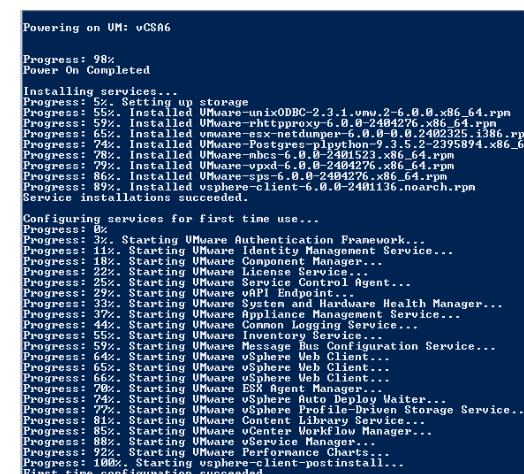 Powering on VM: vCSA6
Progress: 98%
Power On Completed
Installing services...
Progress: 5%. Setting up storage
Progress: 55%. Installed VMware-unixODBC-2.3.1.vmw.2-6.0.0.x86_64.rpm
Progress: 59%. Installed VMware-rhttpproxy-6.0.0-2404276.x86_64.rpm
Progress: 65%. Installed vmware-esx-netdumper-6.0.0-0.0.2402325.i386.rp
Progress: 74%. Installed VMware-Postgres-plpython-9.3.5.2-2395894.x86_6
Progress: 78%. Installed VMware-mbcs-6.0.0-2401523.x86_64.rpm
Progress: 79%. Installed VMware-vpxd-6.0.0-2404276.x86_64.rpm
Progress: 86%. Installed VMware-sps-6.0.0-2404276.x86_64.rpm
Progress: 89%. Installed vsphere-client-6.0.0-2401136.noarch.rpm
Service installations succeeded.
Configuring services for first time use...
Progress: 0%
Progress: 3%. Starting VMware Authentication Framework...
Progress: 11%. Starting VMware Identity Management Service...
Progress: 18%. Starting VMware Component Manager...
Progress: 22%. Starting VMware License Service...
Progress: 25%. Starting VMware Service Control Agent...
Progress: 29%. Starting VMware vAPI Endpoint...
Progress: 33%. Starting VMware System and Hardware Health Manager...
Progress: 37%. Starting VMware Appliance Management Service...
Progress: 44%. Starting VMware Common Logging Service...
Progress: 55%. Starting VMware Inventory Service...
Progress: 59%. Starting VMware Message Bus Configuration Service...
Progress: 64%. Starting VMware vSphere Web Client...
Progress: 65%. Starting VMware vSphere Web Client...
Progress: 66%. Starting VMware vSphere Web Client...
Progress: 70%. Starting VMware ESX Agent Manager...
Progress: 74%. Starting VMware vSphere Auto Deploy Waiter...
Progress: 77%. Starting VMware vSphere Profile-Driven Storage Service..
Progress: 81%. Starting VMware Content Library Service...
Progress: 85%. Starting VMware vCenter Workflow Manager...
Progress: 88%. Starting VMware vService Manager...
Progress: 92%. Starting VMware Performance Charts...
Progress: 100%. Starting vsphere-client-postinstall...
First time configuration succeeded.